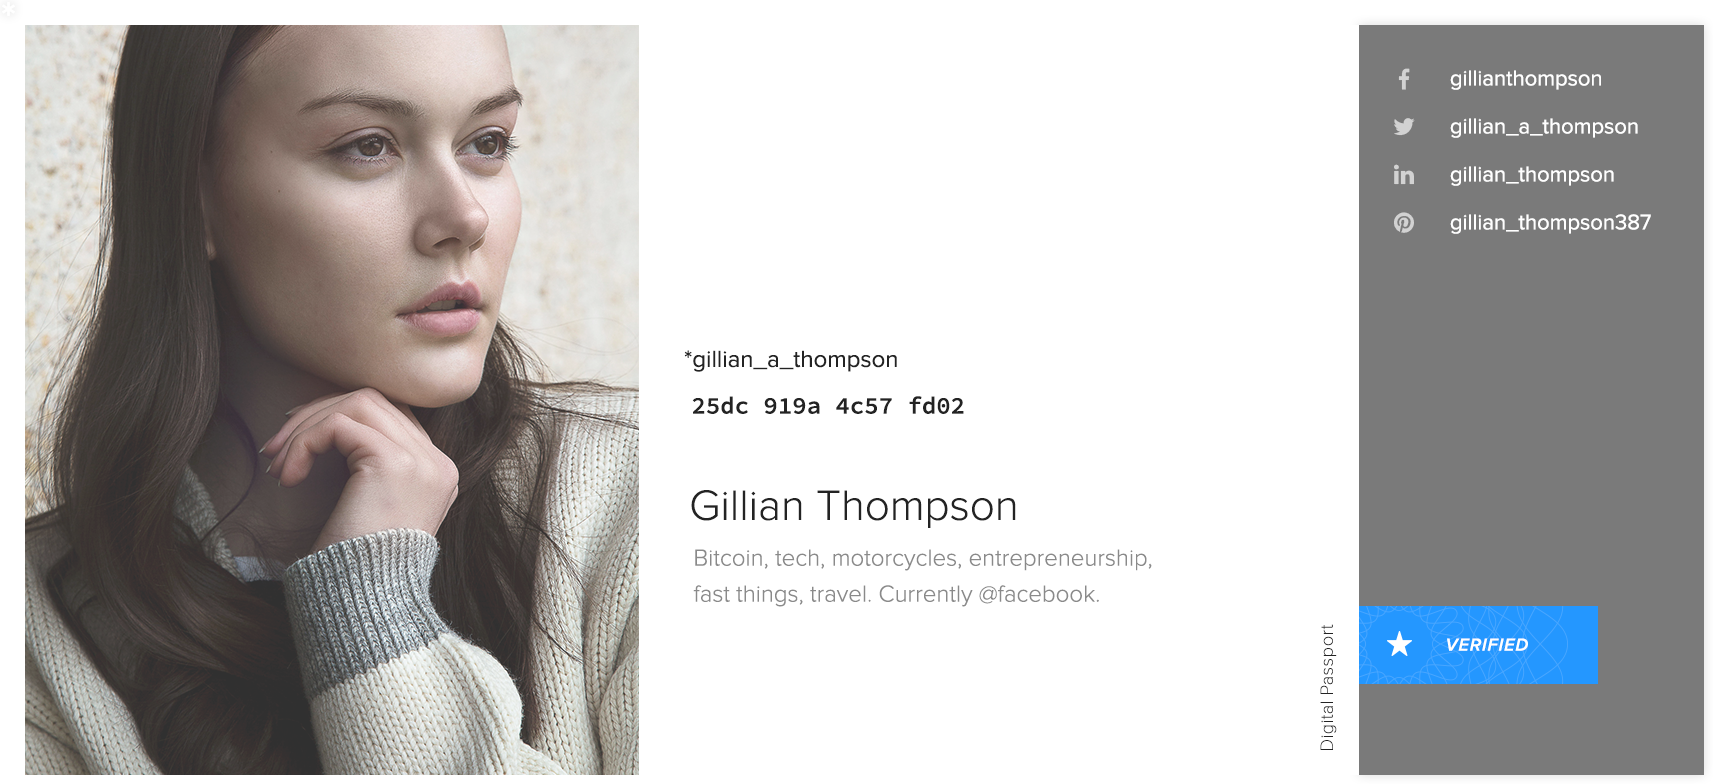 *gillian_a_thompson
25dc 919a 4c57 fd02
Gillian Thompson
Bitcoin, tech, motorcycles, entrepreneurship,
fast things, travel. Currently @facebook.
Digital Passport
gillianthompson
gillian_a_thompson
gillian_thompson
gillian_thompson387
VERIFIED